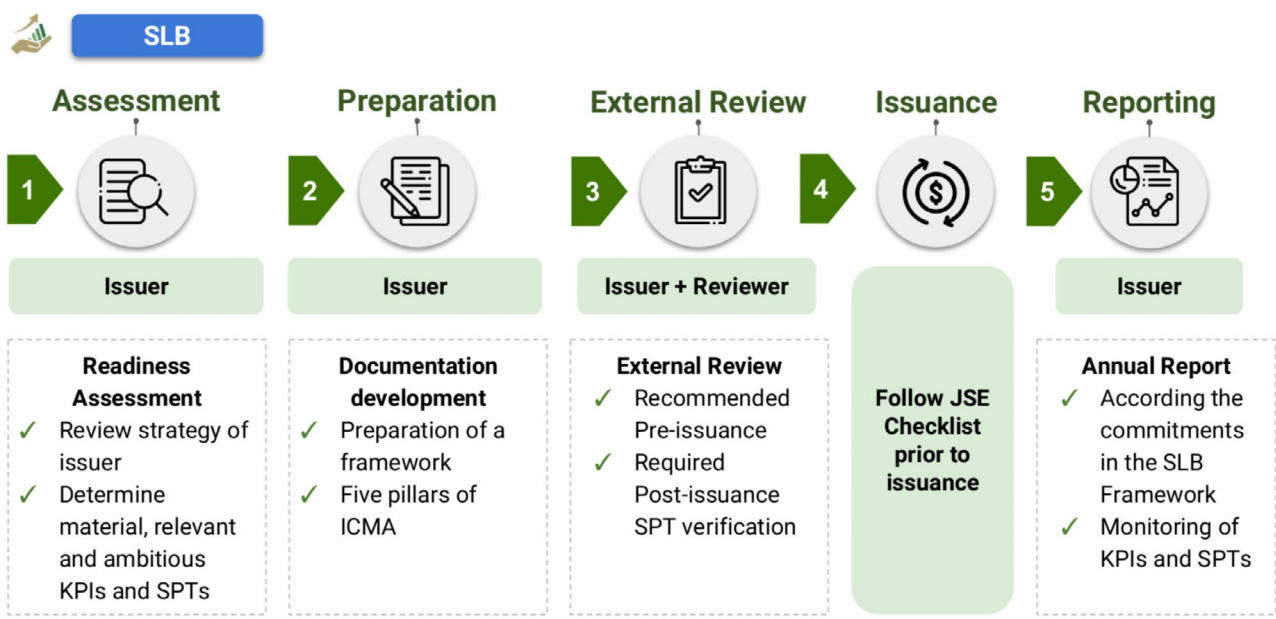 SLB
Assessment
Preparation
External Review
Issuance
Reporting
1
2
3
4
5
Issuer
Issuer
Issuer + Reviewer
Issuer
Readiness
Assessment
✓ Review strategy of
issuer
✓ Determine
material, relevant
and ambitious
KPIs and SPTs
Documentation
development
✓ Preparation of a
framework
✓ Five pillars of
ICMA
External Review
✓ Recommended
Pre-issuance
✓ Required
Post-issuance
SPT verification
Follow JSE
Checklist
prior to
issuance
Annual Report
✓ According the
commitments
in the SLB
Framework
✓ Monitoring of
KPIs and SPTs